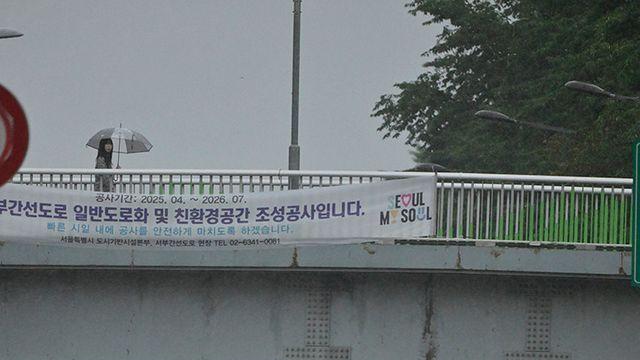 공사기간: 2025. 04. ~ 2026. 07.
부간선도로 일반도로화 및 친환경공간 조성공사입니다.
빠른 시일 내에 공사를 안전하게 마치도록 하겠습니다.
서울특별시 도시기반시설본부, 서부간선도로 현장 TEL 02-6341-0081
SEOUL
MY SOUL